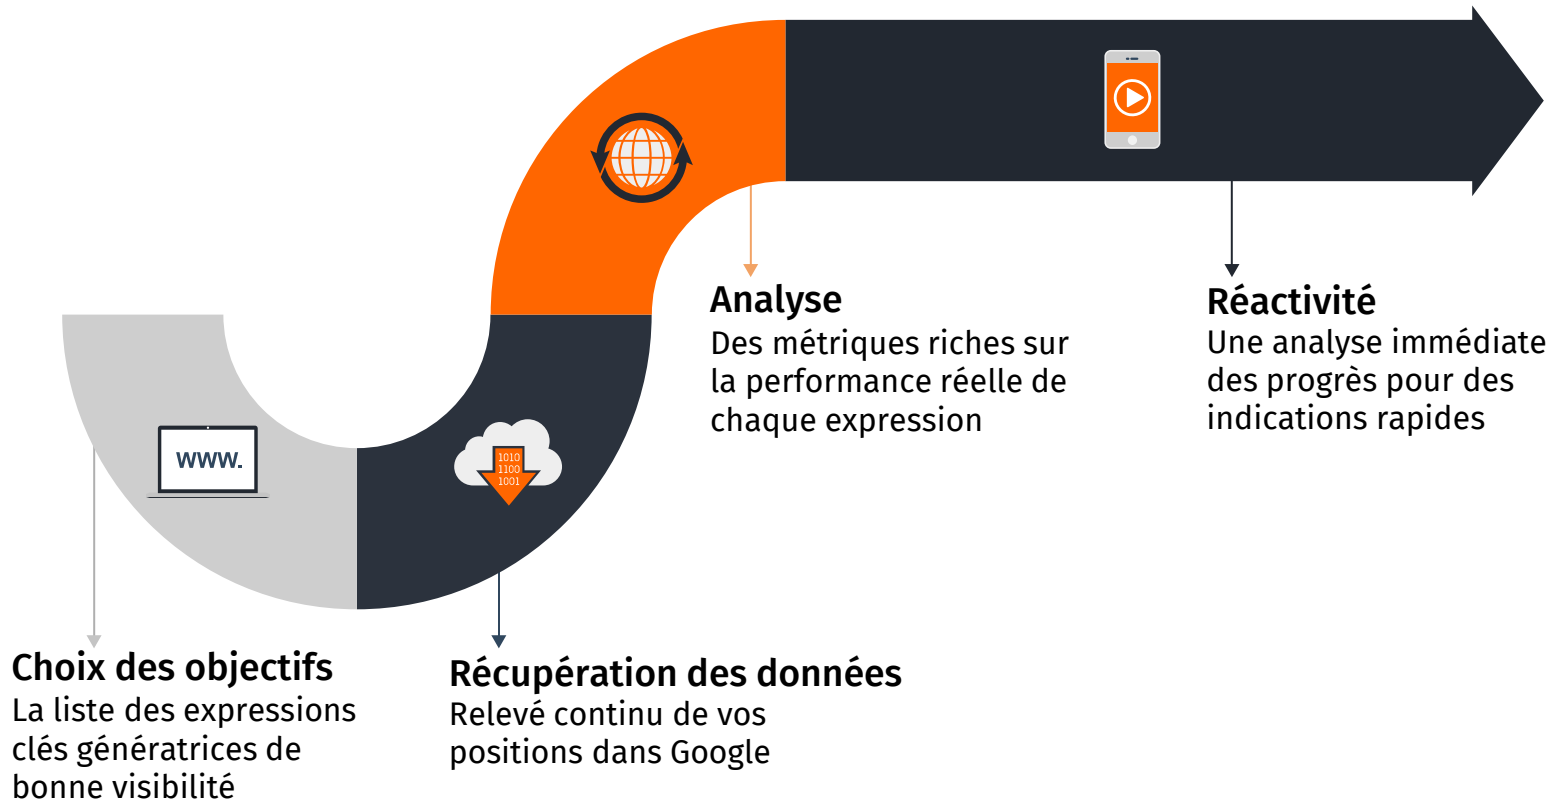 www.
1010
1100
1001
Analyse
Des métriques riches sur
la performance réelle de
chaque expression
Réactivité
Une analyse immédiate
des progrès pour des
indications rapides
Choix des objectifs
La liste des expressions
clés génératrices de
bonne visibilité
Récupération des données
Relevé continu de vos
positions dans Google